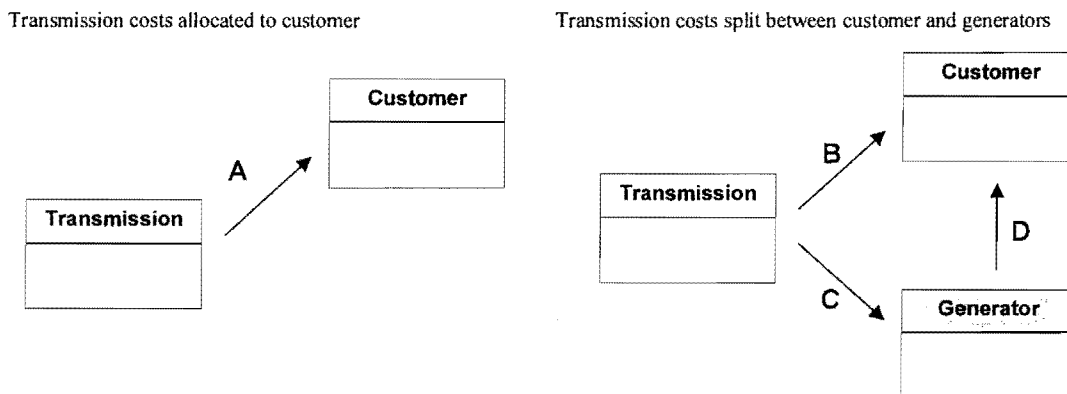 Transmission costs allocated to customer
Customer
A
Transmission
Transmission costs split between customer and generators
Customer
B
Transmission
D
C
Generator